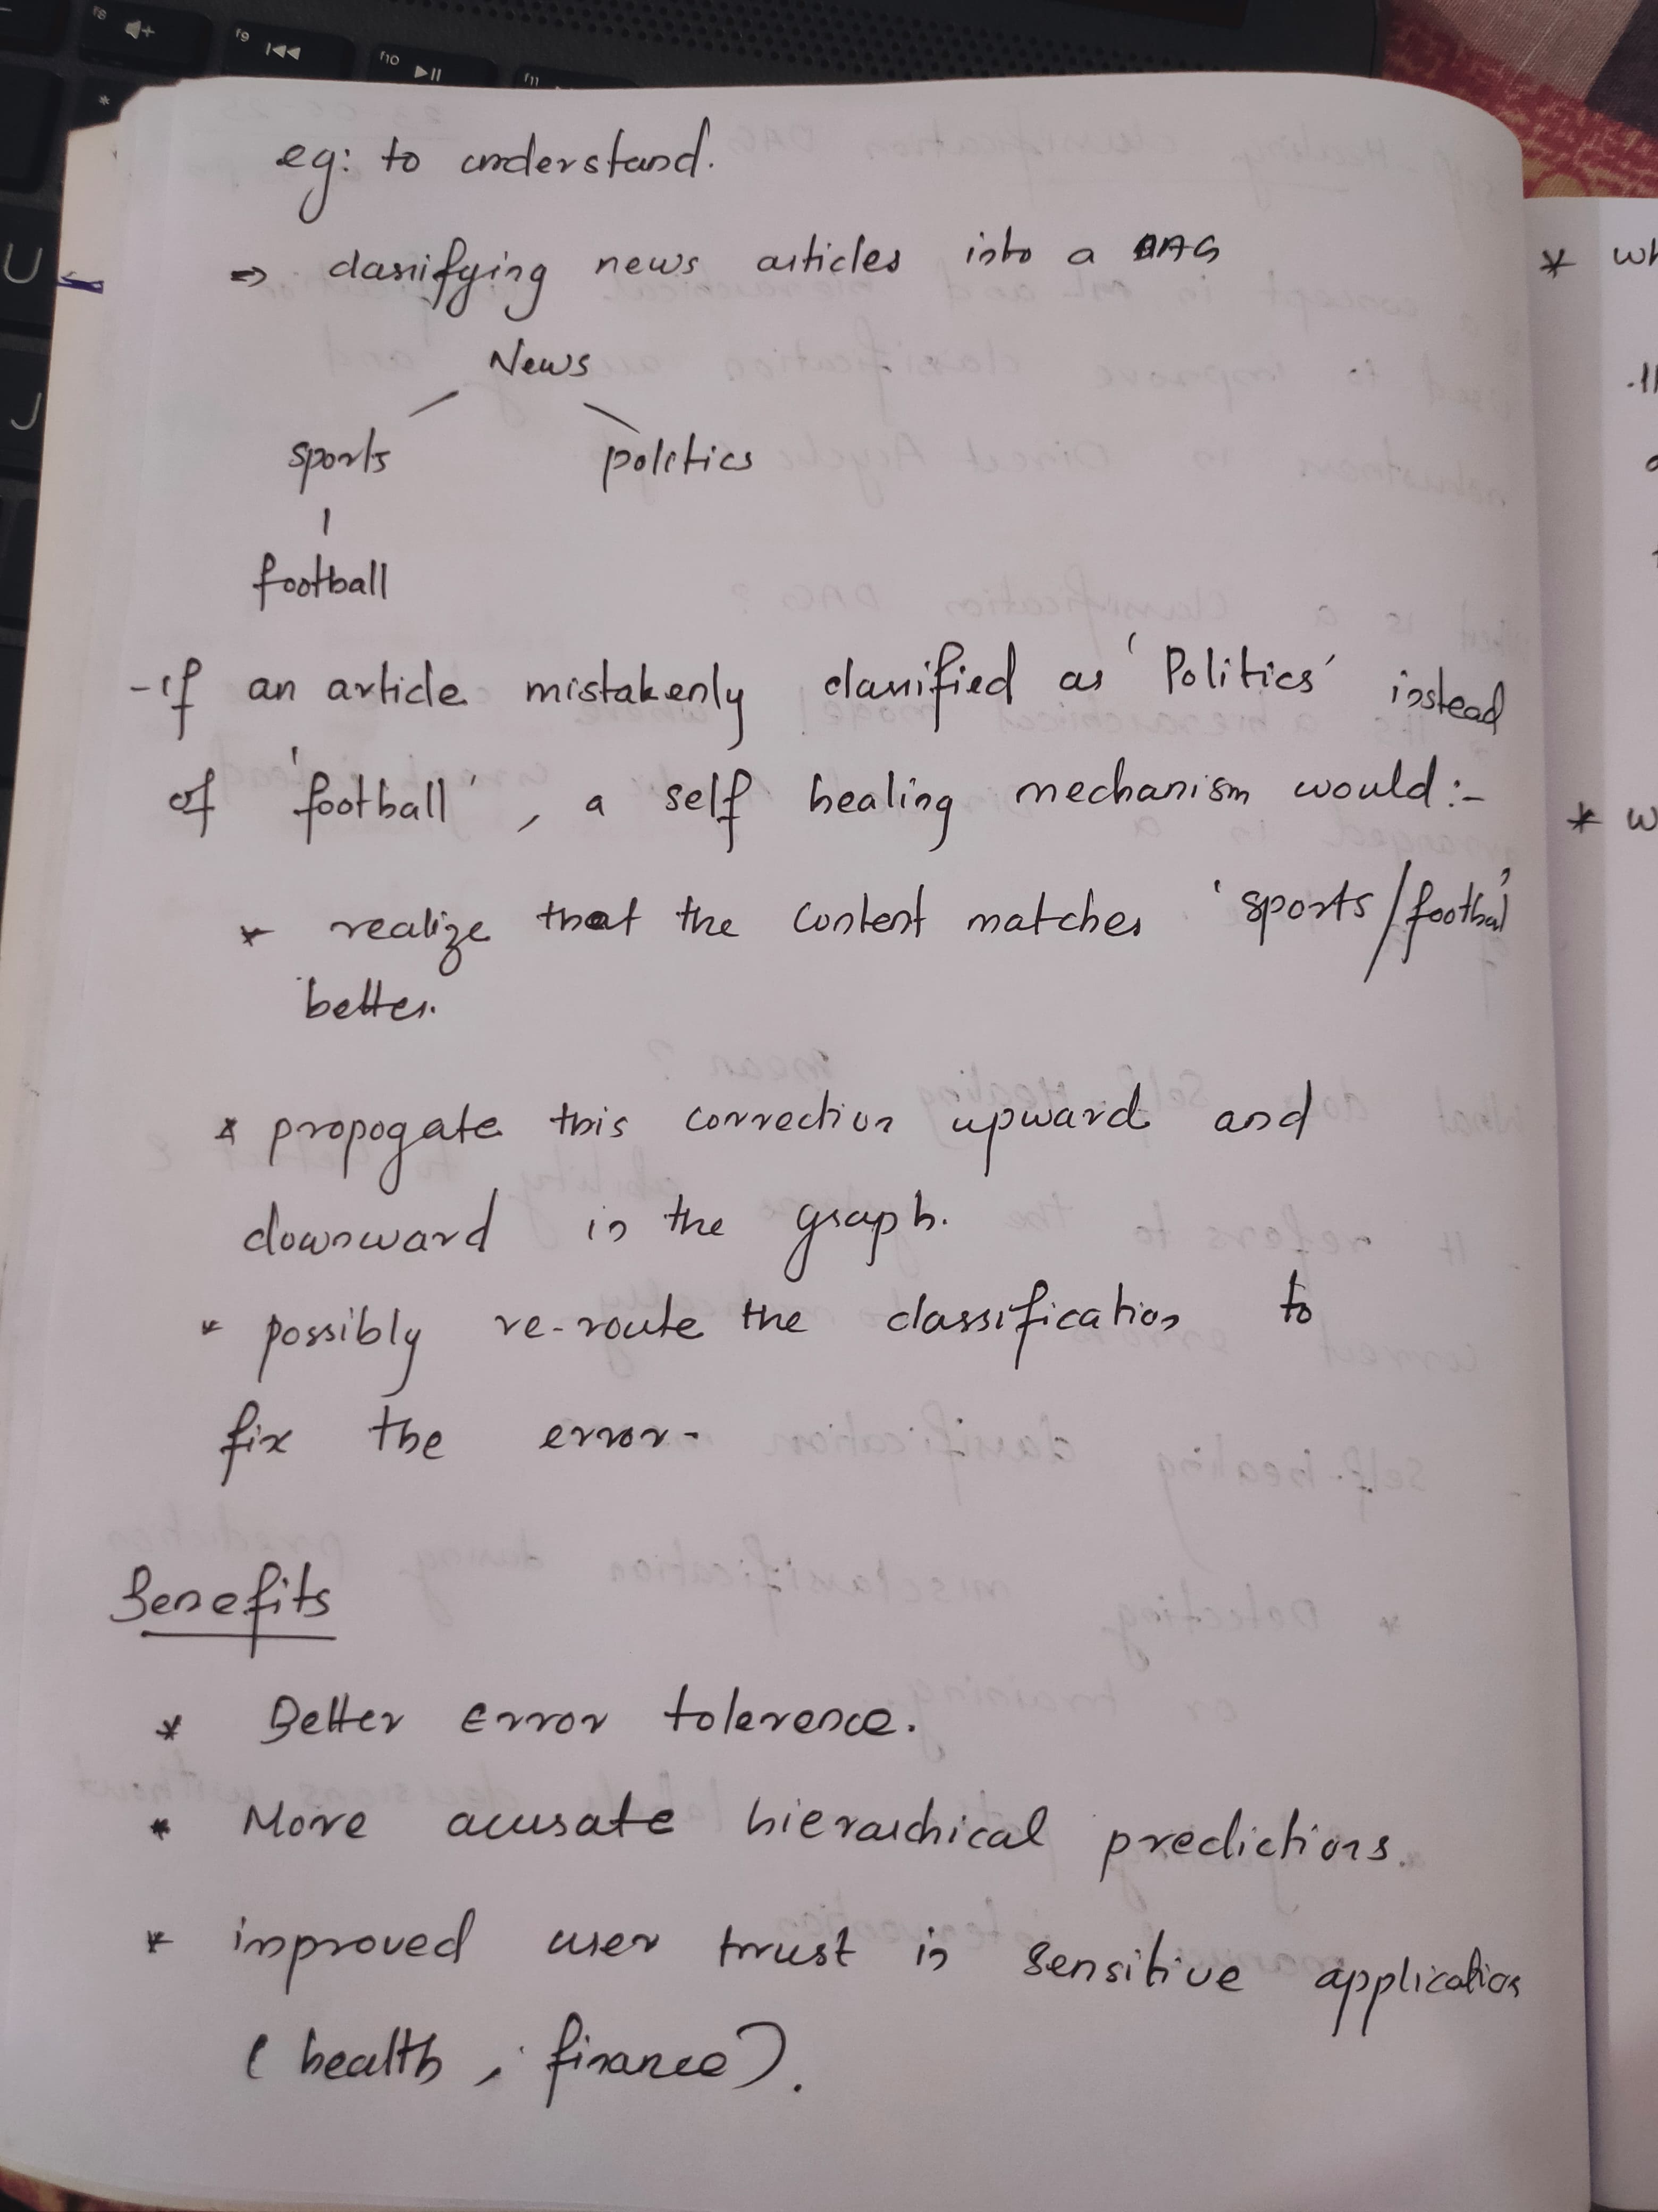 eg: to understand.
=> classifying news articles into a DAG
News
sports politics
football
- if an article mistakenly classified as 'Politics' instead
of 'football', a self healing mechanism would:-
* realize that the content matches 'sports/footbal'
better.
* propogate this correction upward and
downward in the graph.
* possibly re-route the classification to
fix the error-
Benefits
* Better Error tolerence.
* More accurate hierarchical predictions.
* improved user trust in sensitive application
(health, finance).
* wh
* w
f8
f9
f10
f11
U
J
*